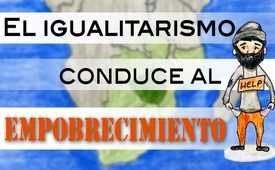 El igualitarismo
conduce al
EMPOBRECIMIENTO
HELP